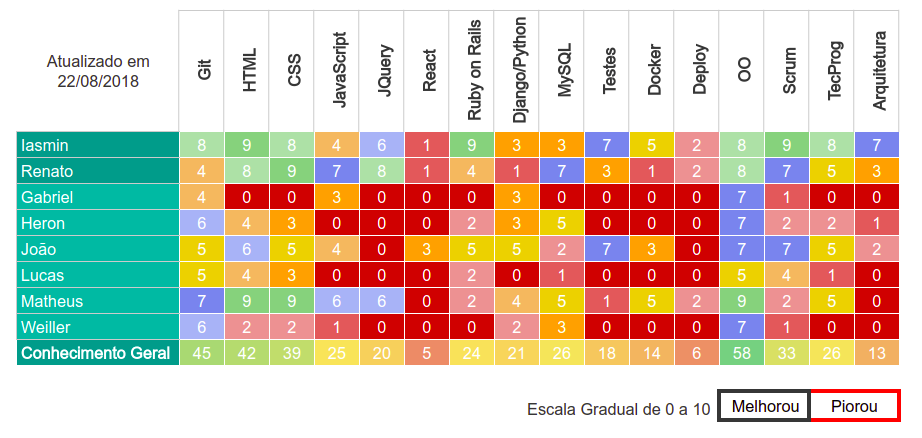 Atualizado em
22/08/2018
Git HTML CSS JavaScript JQuery React Ruby on Rails Django/Python MySQL Testes Docker Deploy OO Scrum TecProg Arquitetura
Iasmin 8 9 8 4 6 1 9 3 3 7 5 2 8 9 8 7
Renato 4 8 9 7 8 1 4 1 7 3 1 2 8 7 5 3
Gabriel 4 0 0 3 0 0 0 3 0 0 0 0 7 1 0 0
Heron 6 4 3 0 0 0 2 3 5 0 0 0 7 2 2 1
João 5 6 5 4 0 3 5 5 2 7 3 0 7 7 5 2
Lucas 5 4 3 0 0 0 2 0 1 0 0 0 5 4 1 0
Matheus 7 9 9 6 6 0 2 4 5 1 5 2 9 2 5 0
Weiller 6 2 2 1 0 0 0 2 3 0 0 0 7 1 0 0
Conhecimento Geral 45 42 39 25 20 5 24 21 26 18 14 6 58 33 26 13
Escala Gradual de 0 a 10 Melhorou Piorou